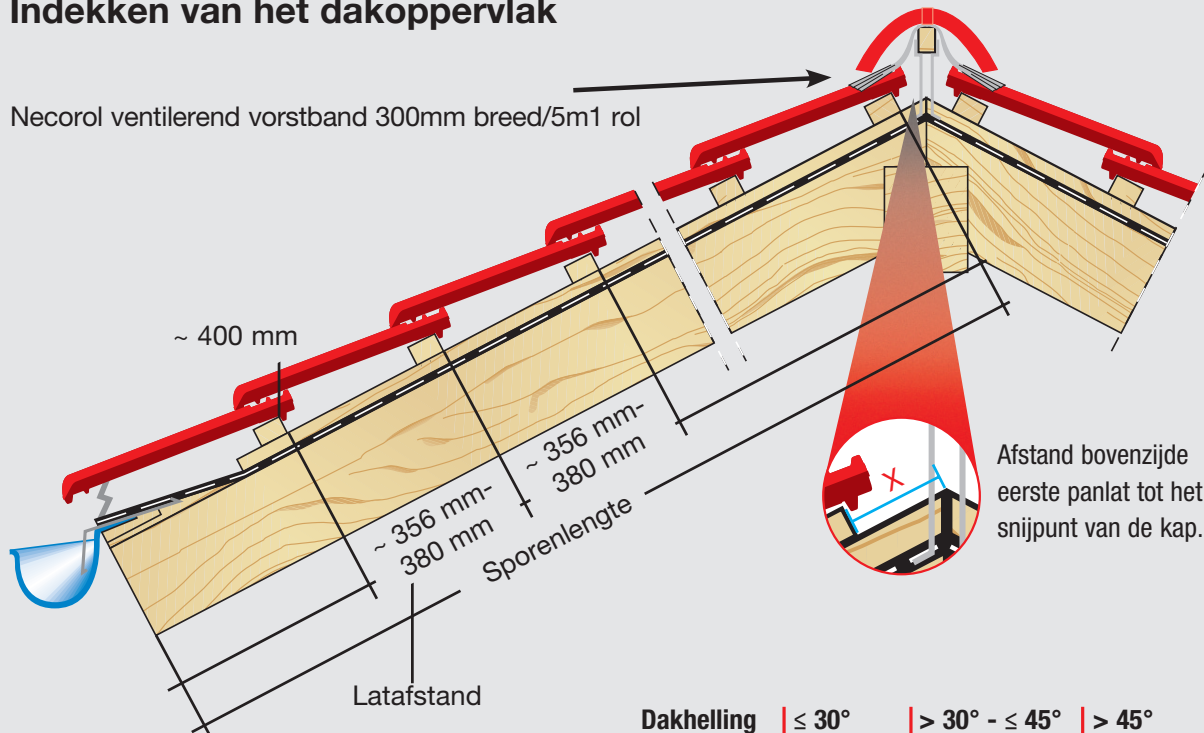 Indekken van het dakoppervlak
Necorol ventilerend vorstband 300mm breed/5m1 rol
~ 400 mm
~ 356 mm-
380 mm
~ 356 mm-
380 mm
Sporenlengte
Latafstand
X
Afstand bovenzijde
eerste panlat tot het
snijpunt van de kap.
Dakhelling ≤ 30° > 30° - ≤ 45° > 45°